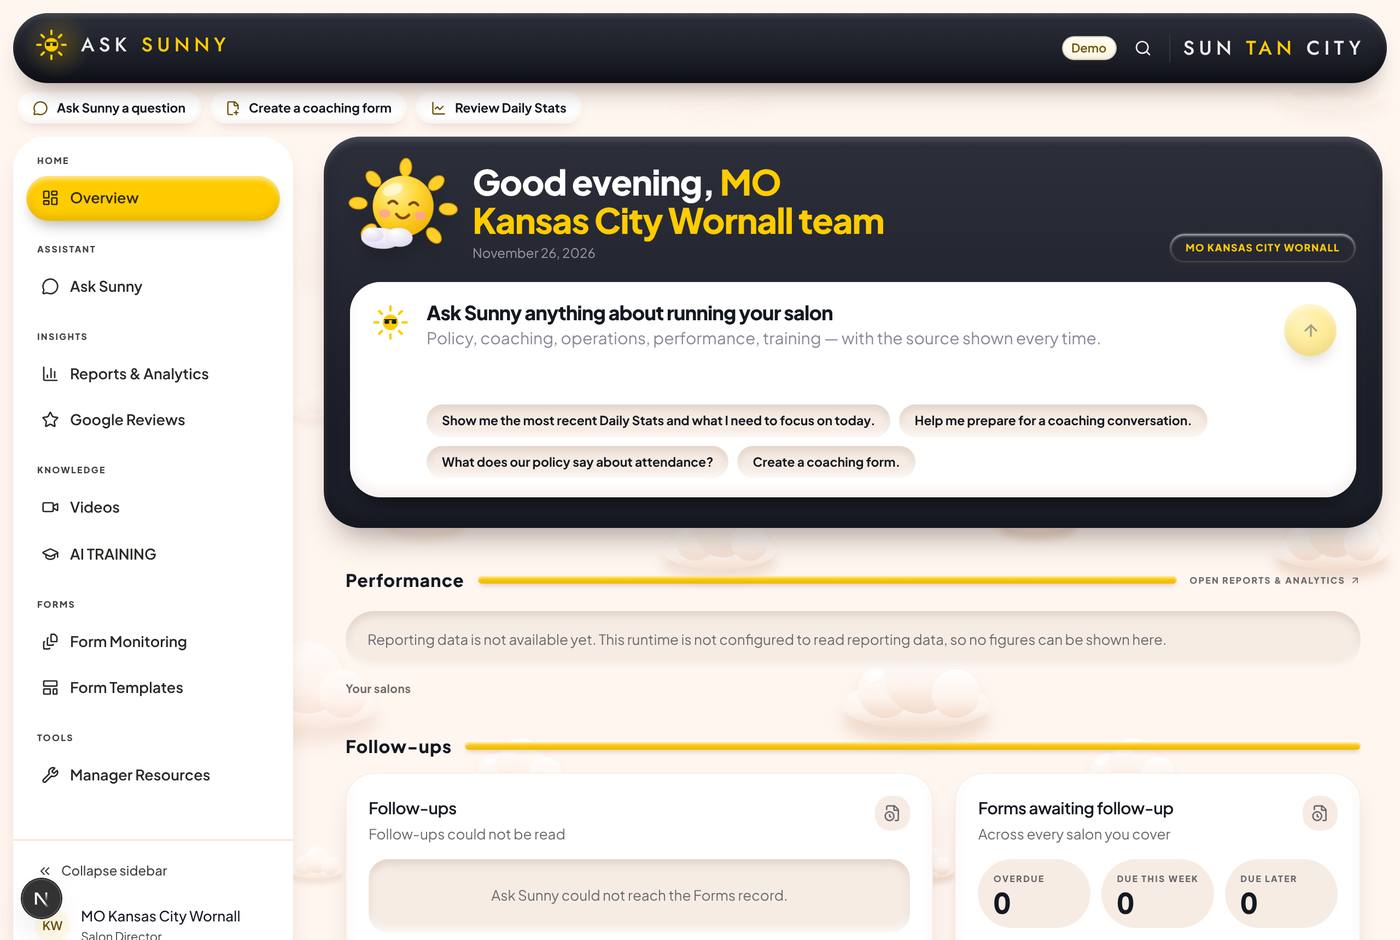 ASK SUNNY
Demo
SUN TAN CITY
Ask Sunny a question
Create a coaching form
Review Daily Stats
HOME
Overview
ASSISTANT
Ask Sunny
INSIGHTS
Reports & Analytics
Google Reviews
KNOWLEDGE
Videos
AI TRAINING
FORMS
Form Monitoring
Form Templates
TOOLS
Manager Resources
Collapse sidebar
N
KW
MO Kansas City Wornall
Salon Director
Good evening, MO
Kansas City Wornall team
November 26, 2026
MO KANSAS CITY WORNALL
Ask Sunny anything about running your salon
Policy, coaching, operations, performance, training — with the source shown every time.
Show me the most recent Daily Stats and what I need to focus on today.
Help me prepare for a coaching conversation.
What does our policy say about attendance?
Create a coaching form.
Performance
OPEN REPORTS & ANALYTICS
Reporting data is not available yet. This runtime is not configured to read reporting data, so no figures can be shown here.
Your salons
Follow-ups
Follow-ups
Follow-ups could not be read
Ask Sunny could not reach the Forms record.
Forms awaiting follow-up
Across every salon you cover
OVERDUE
0
DUE THIS WEEK
0
DUE LATER
0